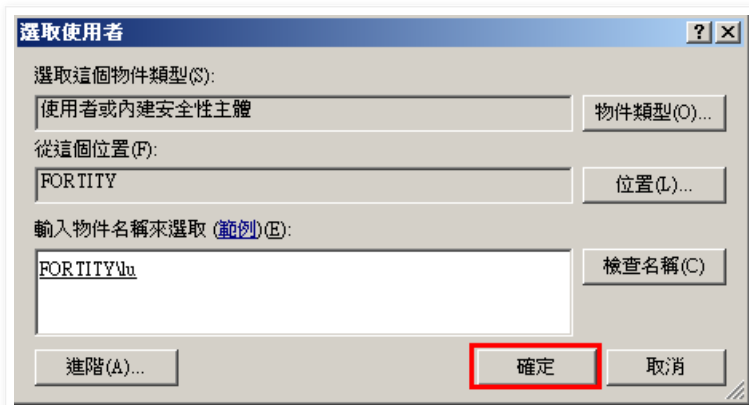 選取使用者
選取這個物件類型(S):
使用者或內建安全性主體
物件類型(O)...
從這個位置(F):
FORTITY
位置(L)...
輸入物件名稱來選取 (範例)(E):
FORTITY\lu
檢查名稱(C)
進階(A)...
確定
取消